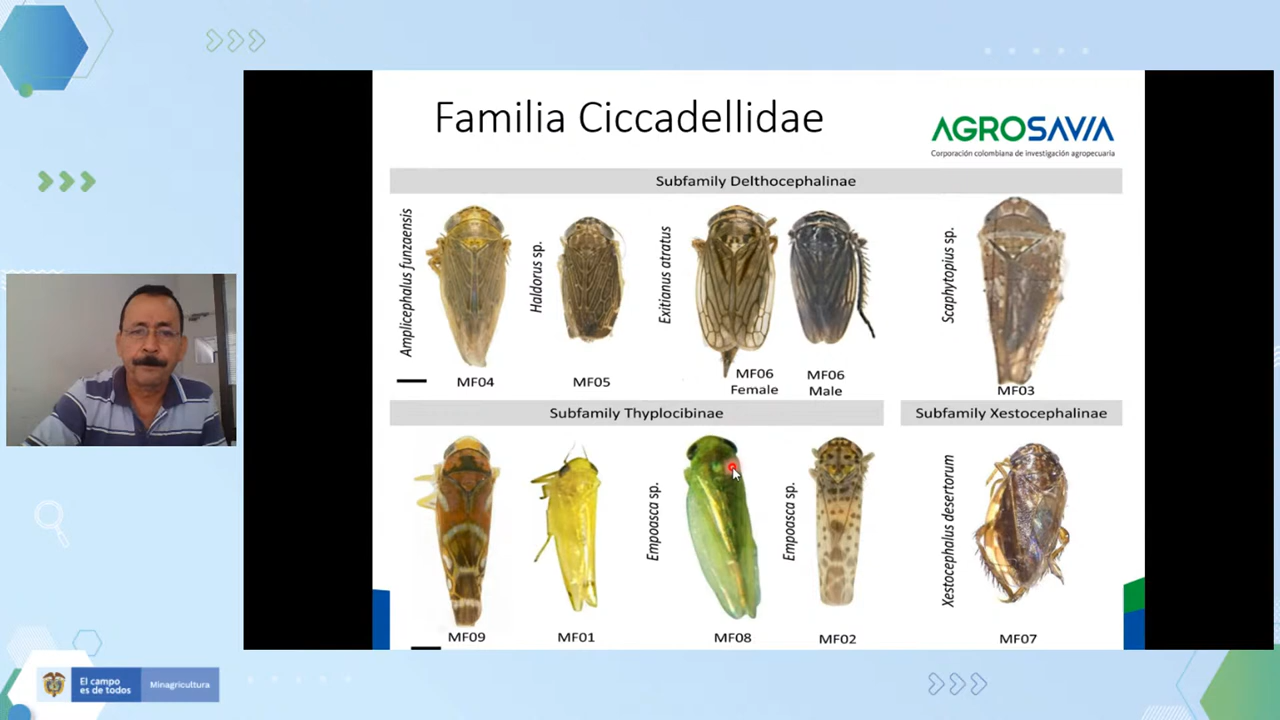 Familia Ciccadellidae
AGROSAVIA
Corporación colombiana de investigación agropecuaria
Subfamily Delthocephalinae
Amplicephalus funzaensis
Haldorus sp.
Exitianus atratus
Scaphytopius sp.
MF04
MF05
MF06
Female
MF06
Male
MF03
Subfamily Thyplocibinae
Subfamily Xestocephalinae
Empoasca sp.
Empoasca sp.
Xestocephalus desertorum
MF09
MF01
MF08
MF02
MF07
El campo
es de todos
Minagricultura